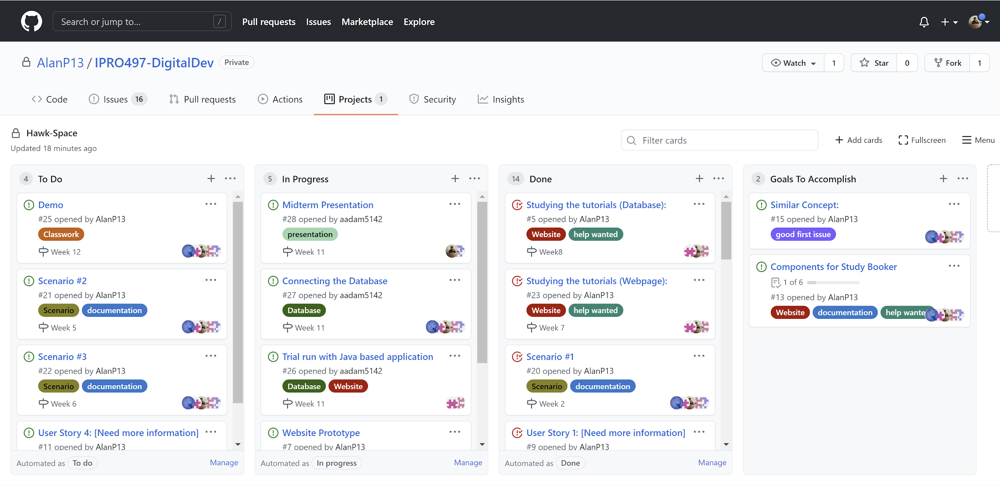 Search or jump to... /
Pull requests Issues Marketplace Explore
AlanP13 / IPRO497-DigitalDev Private
Watch 1 Star 0 Fork 1
Code Issues 16 Pull requests Actions Projects 1 Security Insights
Hawk-Space
Updated 18 minutes ago
Filter cards
Add cards Fullscreen Menu
4 To Do
Demo
#25 opened by AlanP13
Classwork
Week 12
Scenario #2
#21 opened by AlanP13
Scenario documentation
Week 5
Scenario #3
#22 opened by AlanP13
Scenario documentation
Week 6
User Story 4: [Need more information]
#11 opened by AlanP13
Automated as To do Manage
5 In Progress
Midterm Presentation
#28 opened by aadam5142
presentation
Week 11
Connecting the Database
#27 opened by aadam5142
Database
Week 11
Trial run with Java based application
#26 opened by aadam5142
Database Website
Week 11
Website Prototype
#7 opened by AlanP13
Automated as In progress Manage
14 Done
Studying the tutorials (Database):
#5 opened by AlanP13
Website help wanted
Week8
Studying the tutorials (Webpage):
#23 opened by AlanP13
Website help wanted
Week 7
Scenario #1
#20 opened by AlanP13
Scenario documentation
Week 2
User Story 1: [Need more information]
#9 opened by AlanP13
Automated as Done Manage
2 Goals To Accomplish
Similar Concept:
#15 opened by AlanP13
good first issue
Components for Study Booker
1 of 6
#13 opened by AlanP13
Website documentation help wante